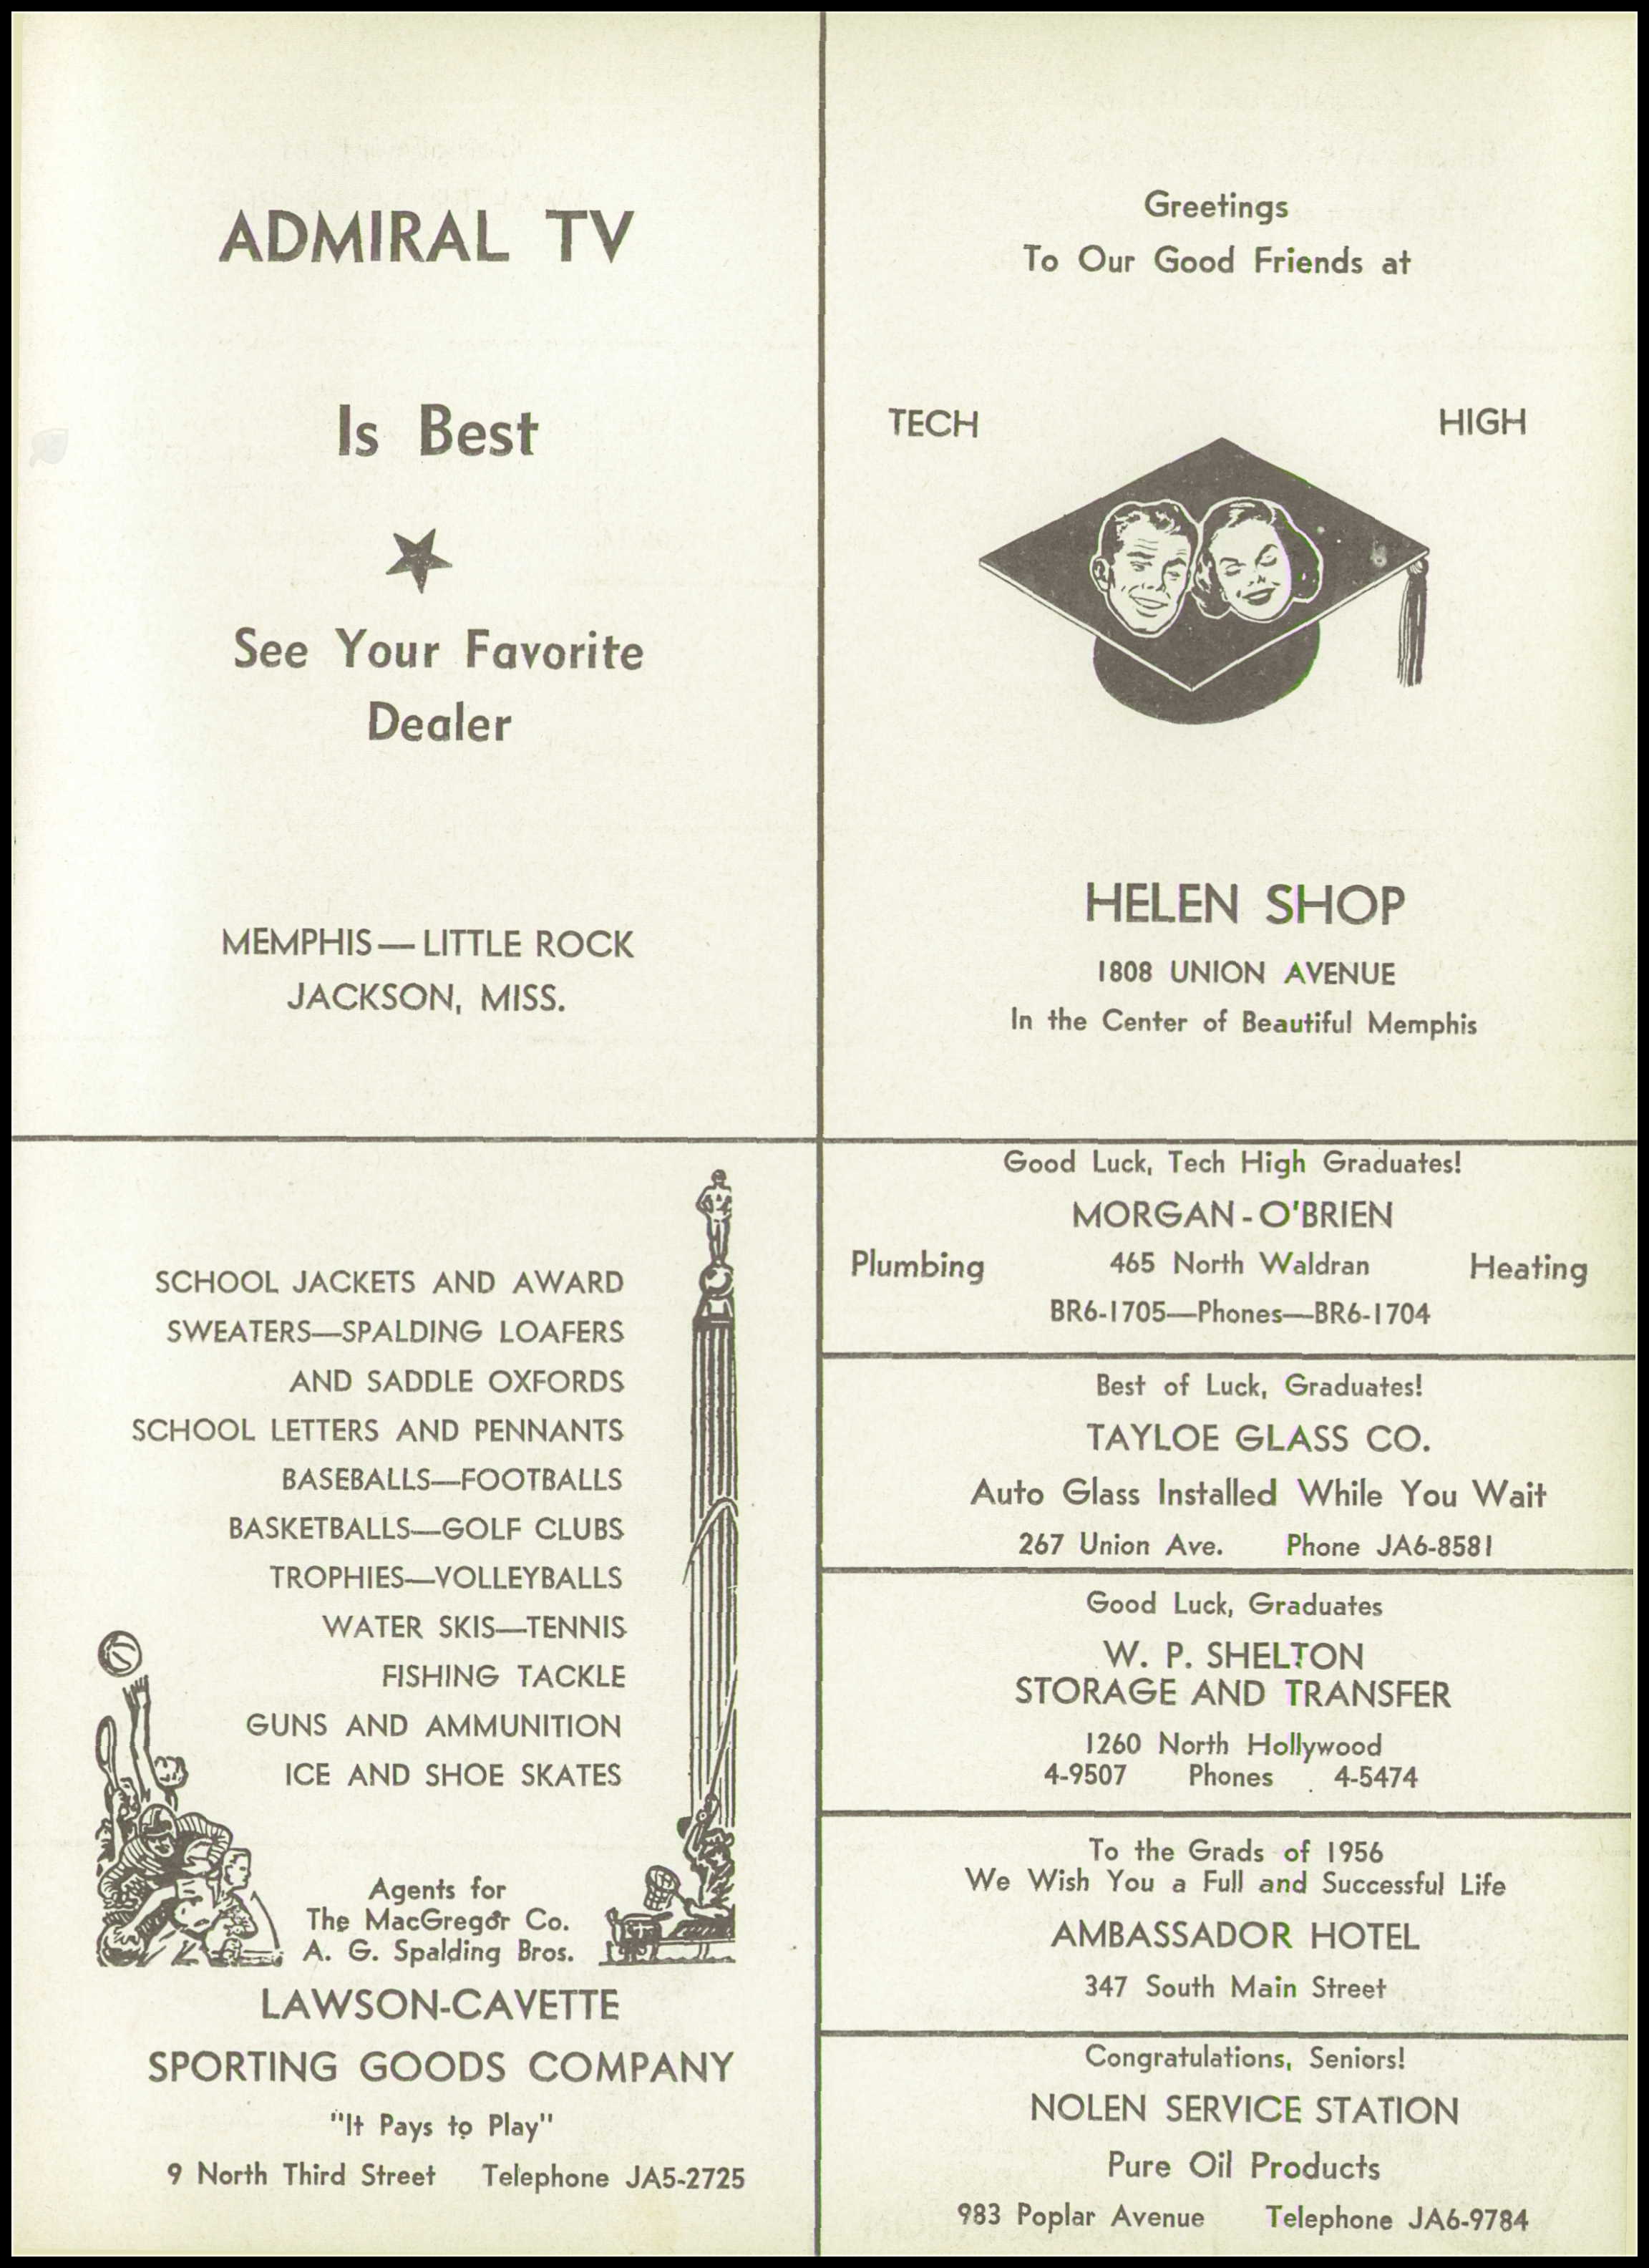 ADMIRAL TV
Is Best
See Your Favorite
Dealer
MEMPHIS—LITTLE ROCK
JACKSON, MISS.
Greetings
To Our Good Friends at
TECH HIGH
HELEN SHOP
1808 UNION AVENUE
In the Center of Beautiful Memphis
SCHOOL JACKETS AND AWARD
SWEATERS—SPALDING LOAFERS
AND SADDLE OXFORDS
SCHOOL LETTERS AND PENNANTS
BASEBALLS—FOOTBALLS
BASKETBALLS—GOLF CLUBS
TROPHIES—VOLLEYBALLS
WATER SKIS—TENNIS
FISHING TACKLE
GUNS AND AMMUNITION
ICE AND SHOE SKATES
Agents for
The MacGregor Co.
A. G. Spalding Bros.
LAWSON-CAVETTE
SPORTING GOODS COMPANY
"It Pays to Play"
9 North Third Street Telephone JA5-2725
Good Luck, Tech High Graduates!
MORGAN-O'BRIEN
Plumbing 465 North Waldran Heating
BR6-1705—Phones—BR6-1704
Best of Luck, Graduates!
TAYLOE GLASS CO.
Auto Glass Installed While You Wait
267 Union Ave. Phone JA6-8581
Good Luck, Graduates
W. P. SHELTON
STORAGE AND TRANSFER
1260 North Hollywood
4-9507 Phones 4-5474
To the Grads of 1956
We Wish You a Full and Successful Life
AMBASSADOR HOTEL
347 South Main Street
Congratulations, Seniors!
NOLEN SERVICE STATION
Pure Oil Products
983 Poplar Avenue Telephone JA6-9784